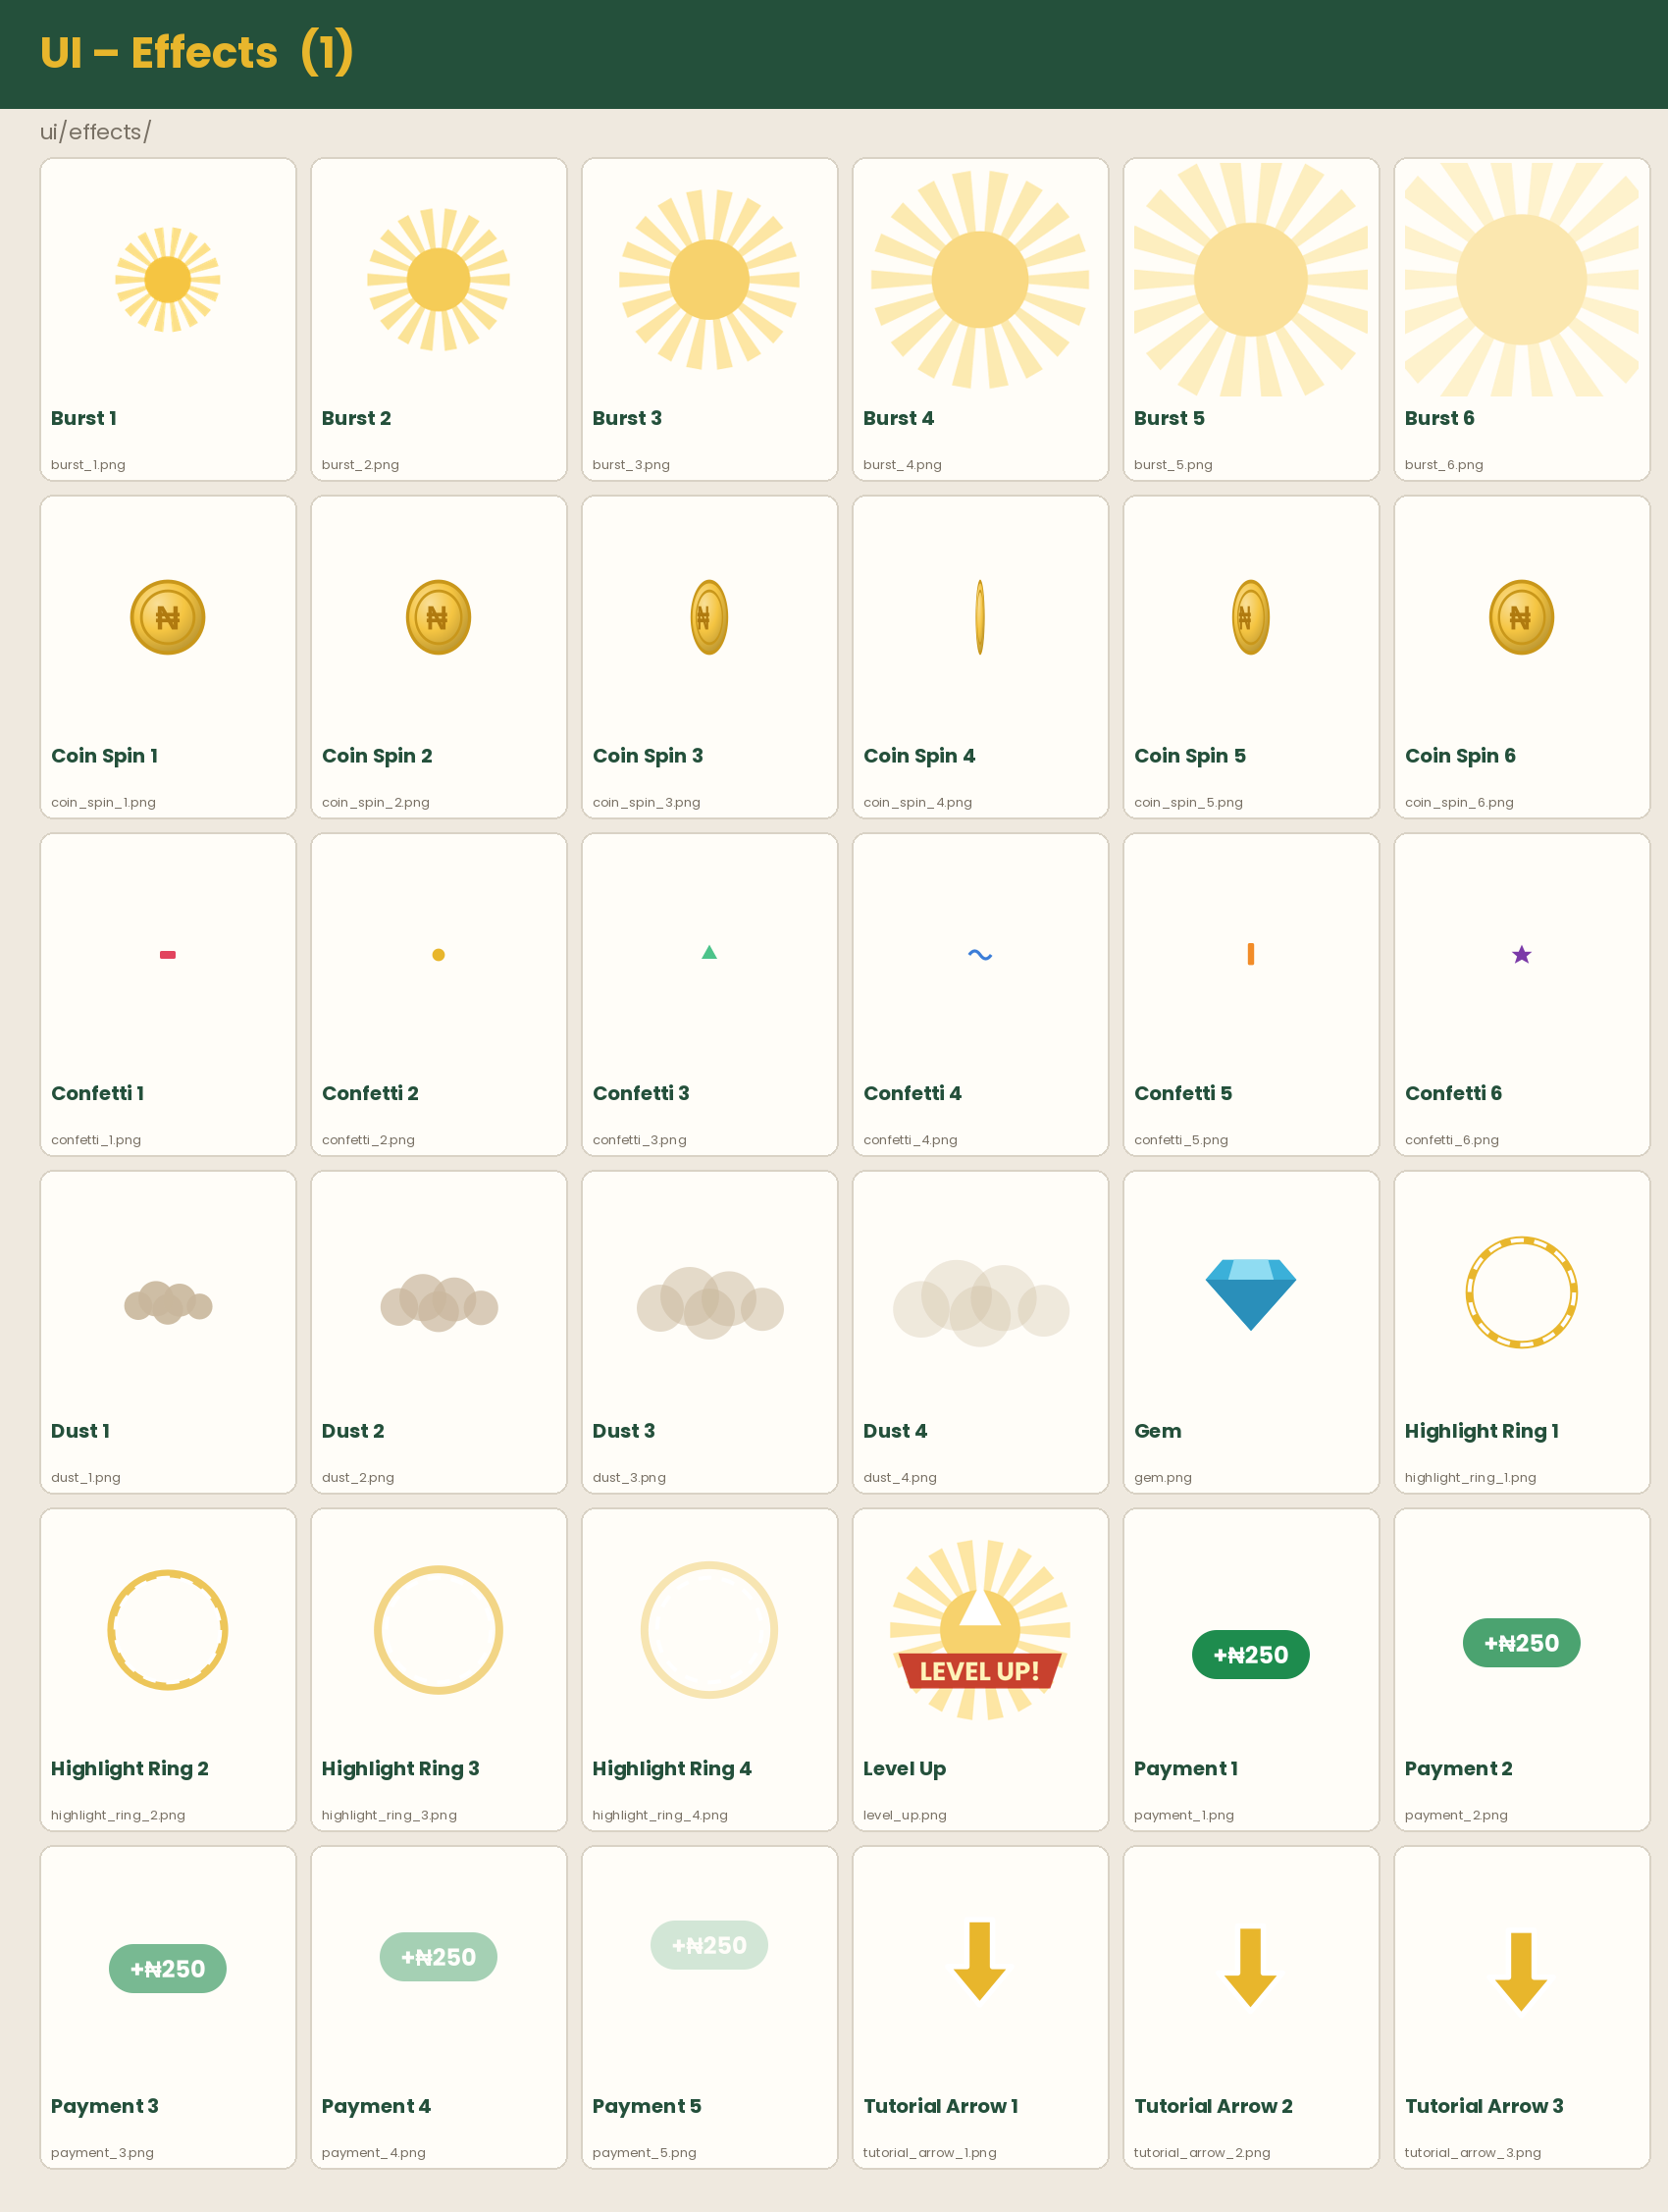 UI – Effects (1)
ui/effects/
Burst 1
burst_1.png
Burst 2
burst_2.png
Burst 3
burst_3.png
Burst 4
burst_4.png
Burst 5
burst_5.png
Burst 6
burst_6.png
₦
Coin Spin 1
coin_spin_1.png
₦
Coin Spin 2
coin_spin_2.png
₦
Coin Spin 3
coin_spin_3.png
Coin Spin 4
coin_spin_4.png
₦
Coin Spin 5
coin_spin_5.png
₦
Coin Spin 6
coin_spin_6.png
Confetti 1
confetti_1.png
Confetti 2
confetti_2.png
Confetti 3
confetti_3.png
Confetti 4
confetti_4.png
Confetti 5
confetti_5.png
Confetti 6
confetti_6.png
Dust 1
dust_1.png
Dust 2
dust_2.png
Dust 3
dust_3.png
Dust 4
dust_4.png
Gem
gem.png
Highlight Ring 1
highlight_ring_1.png
Highlight Ring 2
highlight_ring_2.png
Highlight Ring 3
highlight_ring_3.png
Highlight Ring 4
highlight_ring_4.png
LEVEL UP!
Level Up
level_up.png
+₦250
Payment 1
payment_1.png
+₦250
Payment 2
payment_2.png
+₦250
Payment 3
payment_3.png
+₦250
Payment 4
payment_4.png
+₦250
Payment 5
payment_5.png
Tutorial Arrow 1
tutorial_arrow_1.png
Tutorial Arrow 2
tutorial_arrow_2.png
Tutorial Arrow 3
tutorial_arrow_3.png